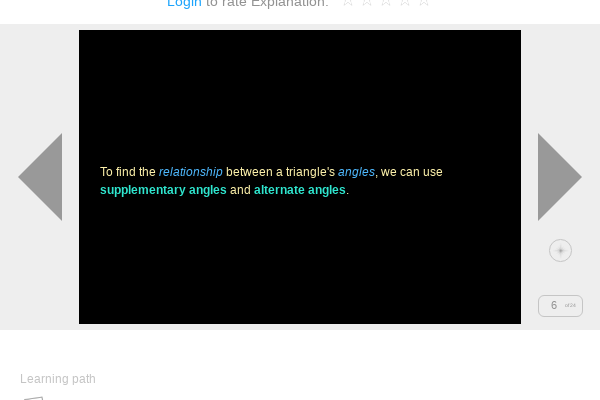 Login to rate Explanation:
To find the relationship between a triangle's angles, we can use
supplementary angles and alternate angles.
6
Learning path